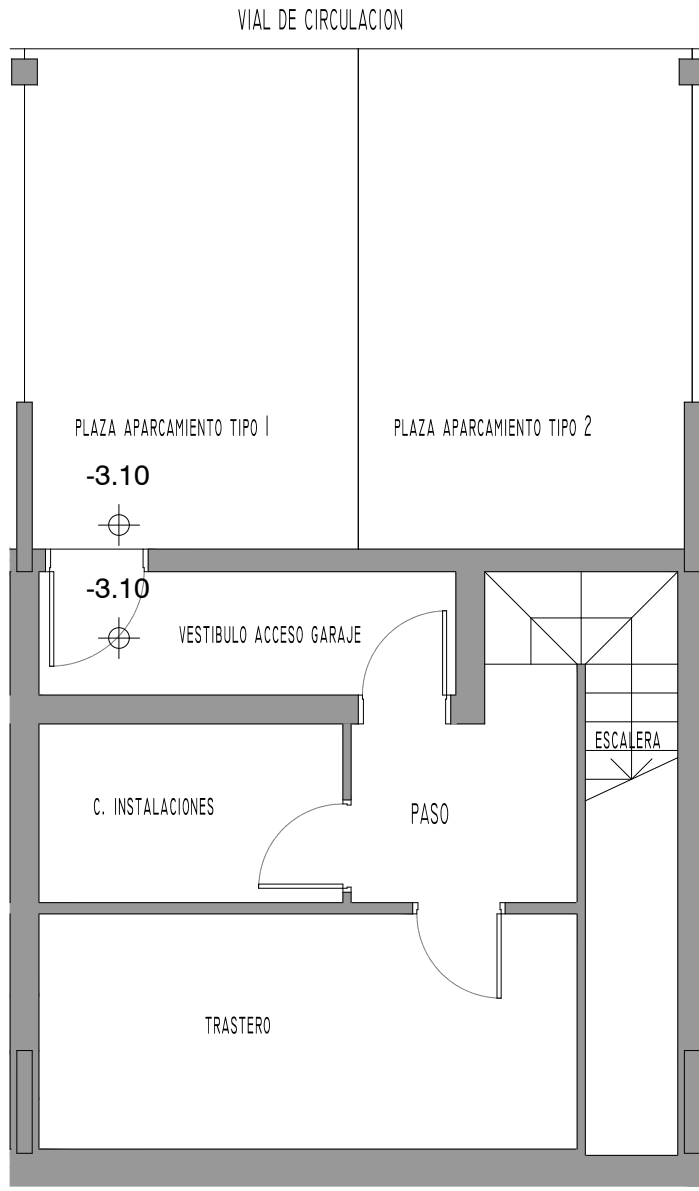 VIAL DE CIRCULACION
PLAZA APARCAMIENTO TIPO 1
PLAZA APARCAMIENTO TIPO 2
-3.10
-3.10
VESTIBULO ACCESO GARAJE
ESCALERA
C. INSTALACIONES
PASO
TRASTERO